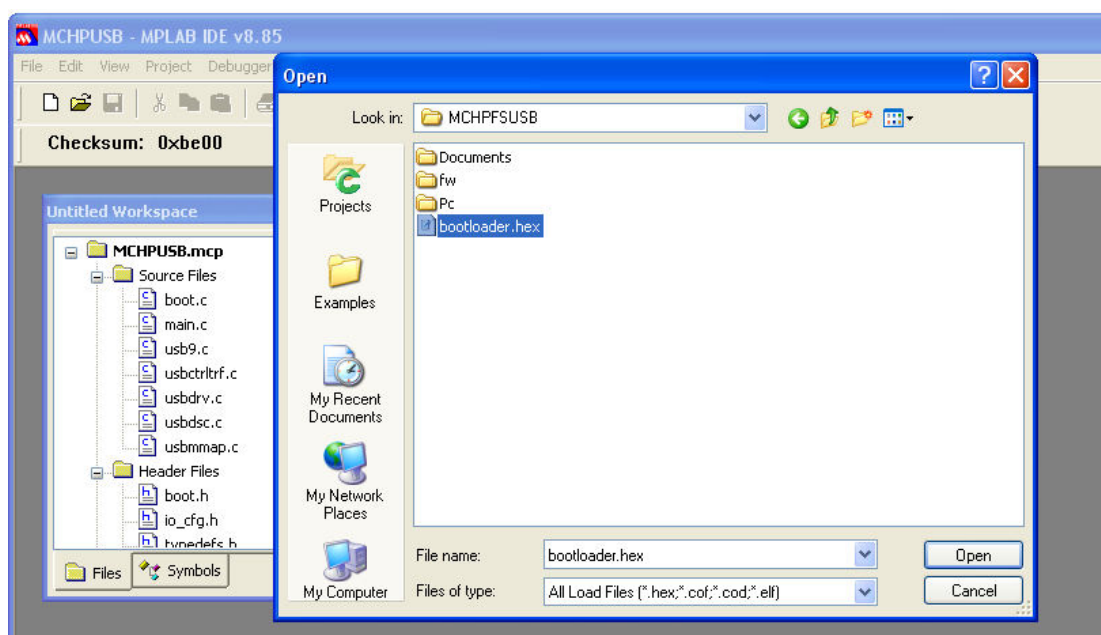 MCHPUSB - MPLAB IDE v8.85
File Edit View Project Debugger
Checksum: 0xbe00
Untitled Workspace
MCHPUSB.mcp
Source Files
boot.c
main.c
usb9.c
usbctrltrf.c
usbdrv.c
usbdsc.c
usbmmap.c
Header Files
boot.h
io_cfg.h
typedefs.h
Files Symbols
Open
Look in: MCHPFSUSB
Projects
Examples
My Recent
Documents
My Network
Places
My Computer
Documents
fw
Pc
bootloader.hex
File name: bootloader.hex Open
Files of type: All Load Files (*.hex;*.cof;*.cod;*.elf) Cancel